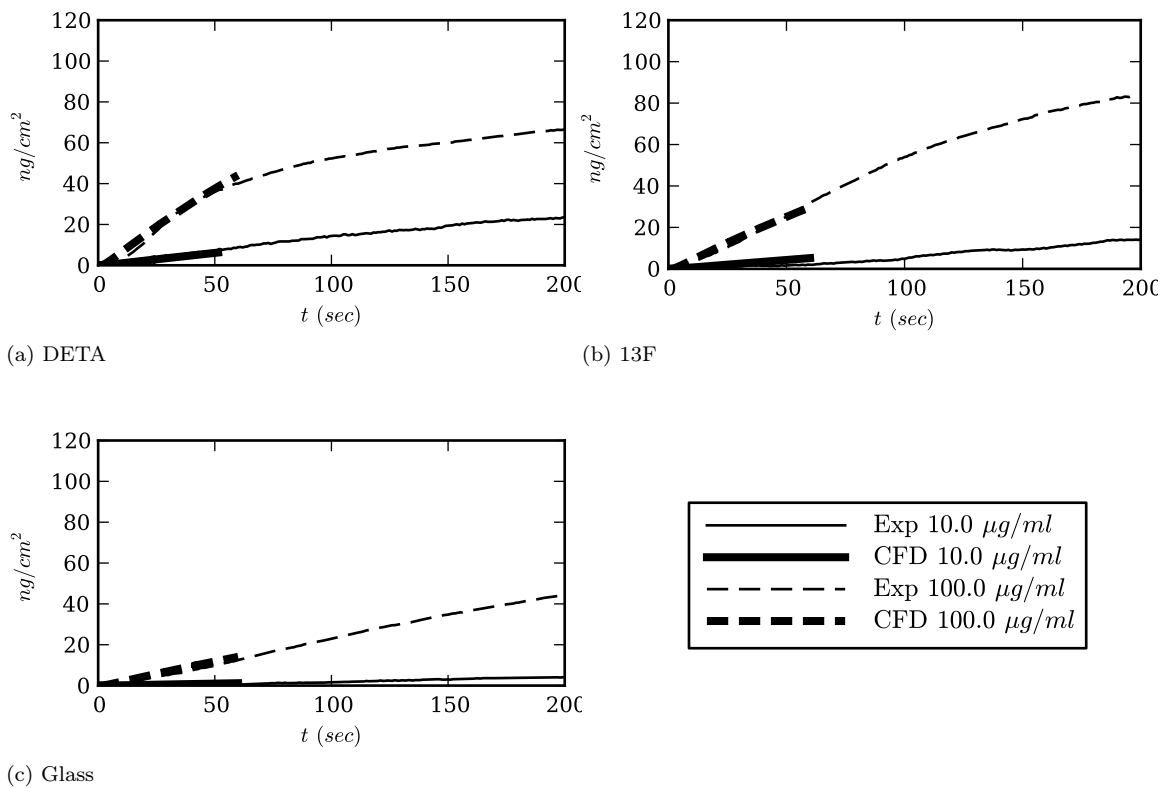 120
100
80
60
40
20
0
ng/cm²
0 50 100 150 200
t (sec)
(a) DETA
120
100
80
60
40
20
0
ng/cm²
0 50 100 150 200
t (sec)
(b) 13F
120
100
80
60
40
20
0
ng/cm²
0 50 100 150 200
t (sec)
(c) Glass
Exp 10.0 μg/ml
CFD 10.0 μg/ml
Exp 100.0 μg/ml
CFD 100.0 μg/ml